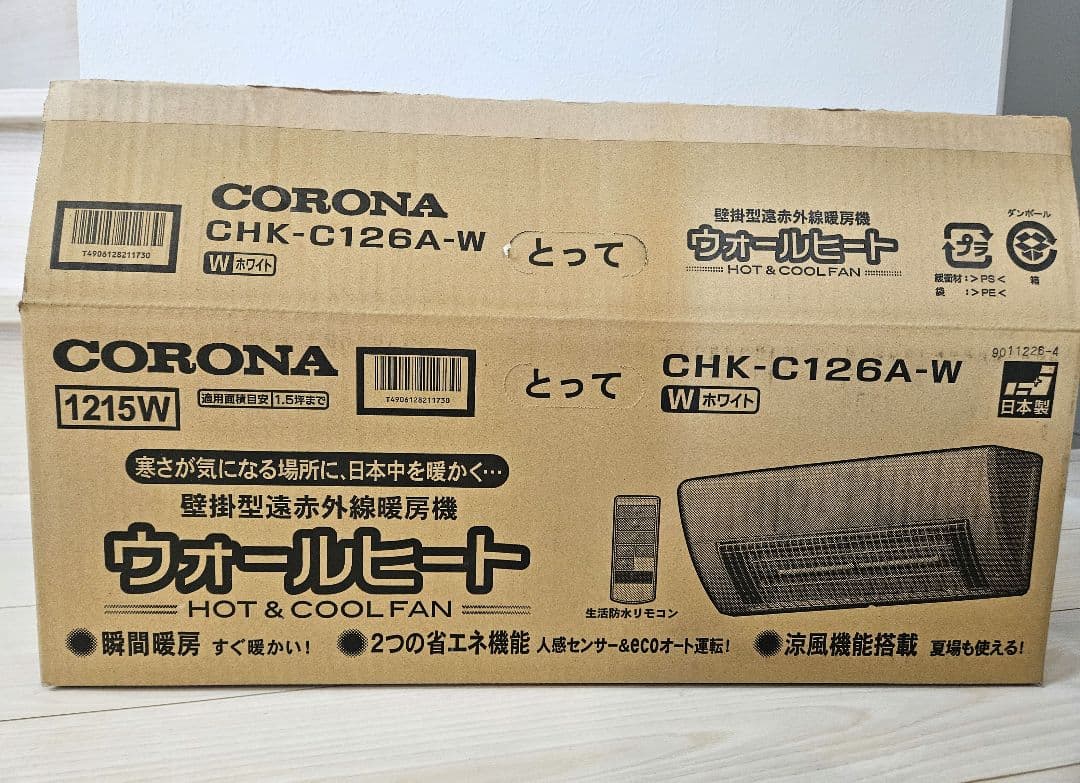 CORONA
CHK-C126A-W
W ホワイト
T4906128211730
とって
壁掛型遠赤外線暖房機
ウォールヒート
HOT & COOL FAN
プラ
ダンボール
緩衝材:>PS<
袋 :>PE<
箱
CORONA
1215W
適用面積目安 1.5坪まで
T4906128211730
とって
CHK-C126A-W
W ホワイト
9011226-4
日本製
寒さが気になる場所に、日本中を暖かく…
壁掛型遠赤外線暖房機
ウォールヒート
HOT & COOL FAN
生活防水リモコン
瞬間暖房 すぐ暖かい!
2つの省エネ機能 人感センサー&ecoオート運転!
涼風機能搭載 夏場も使える!